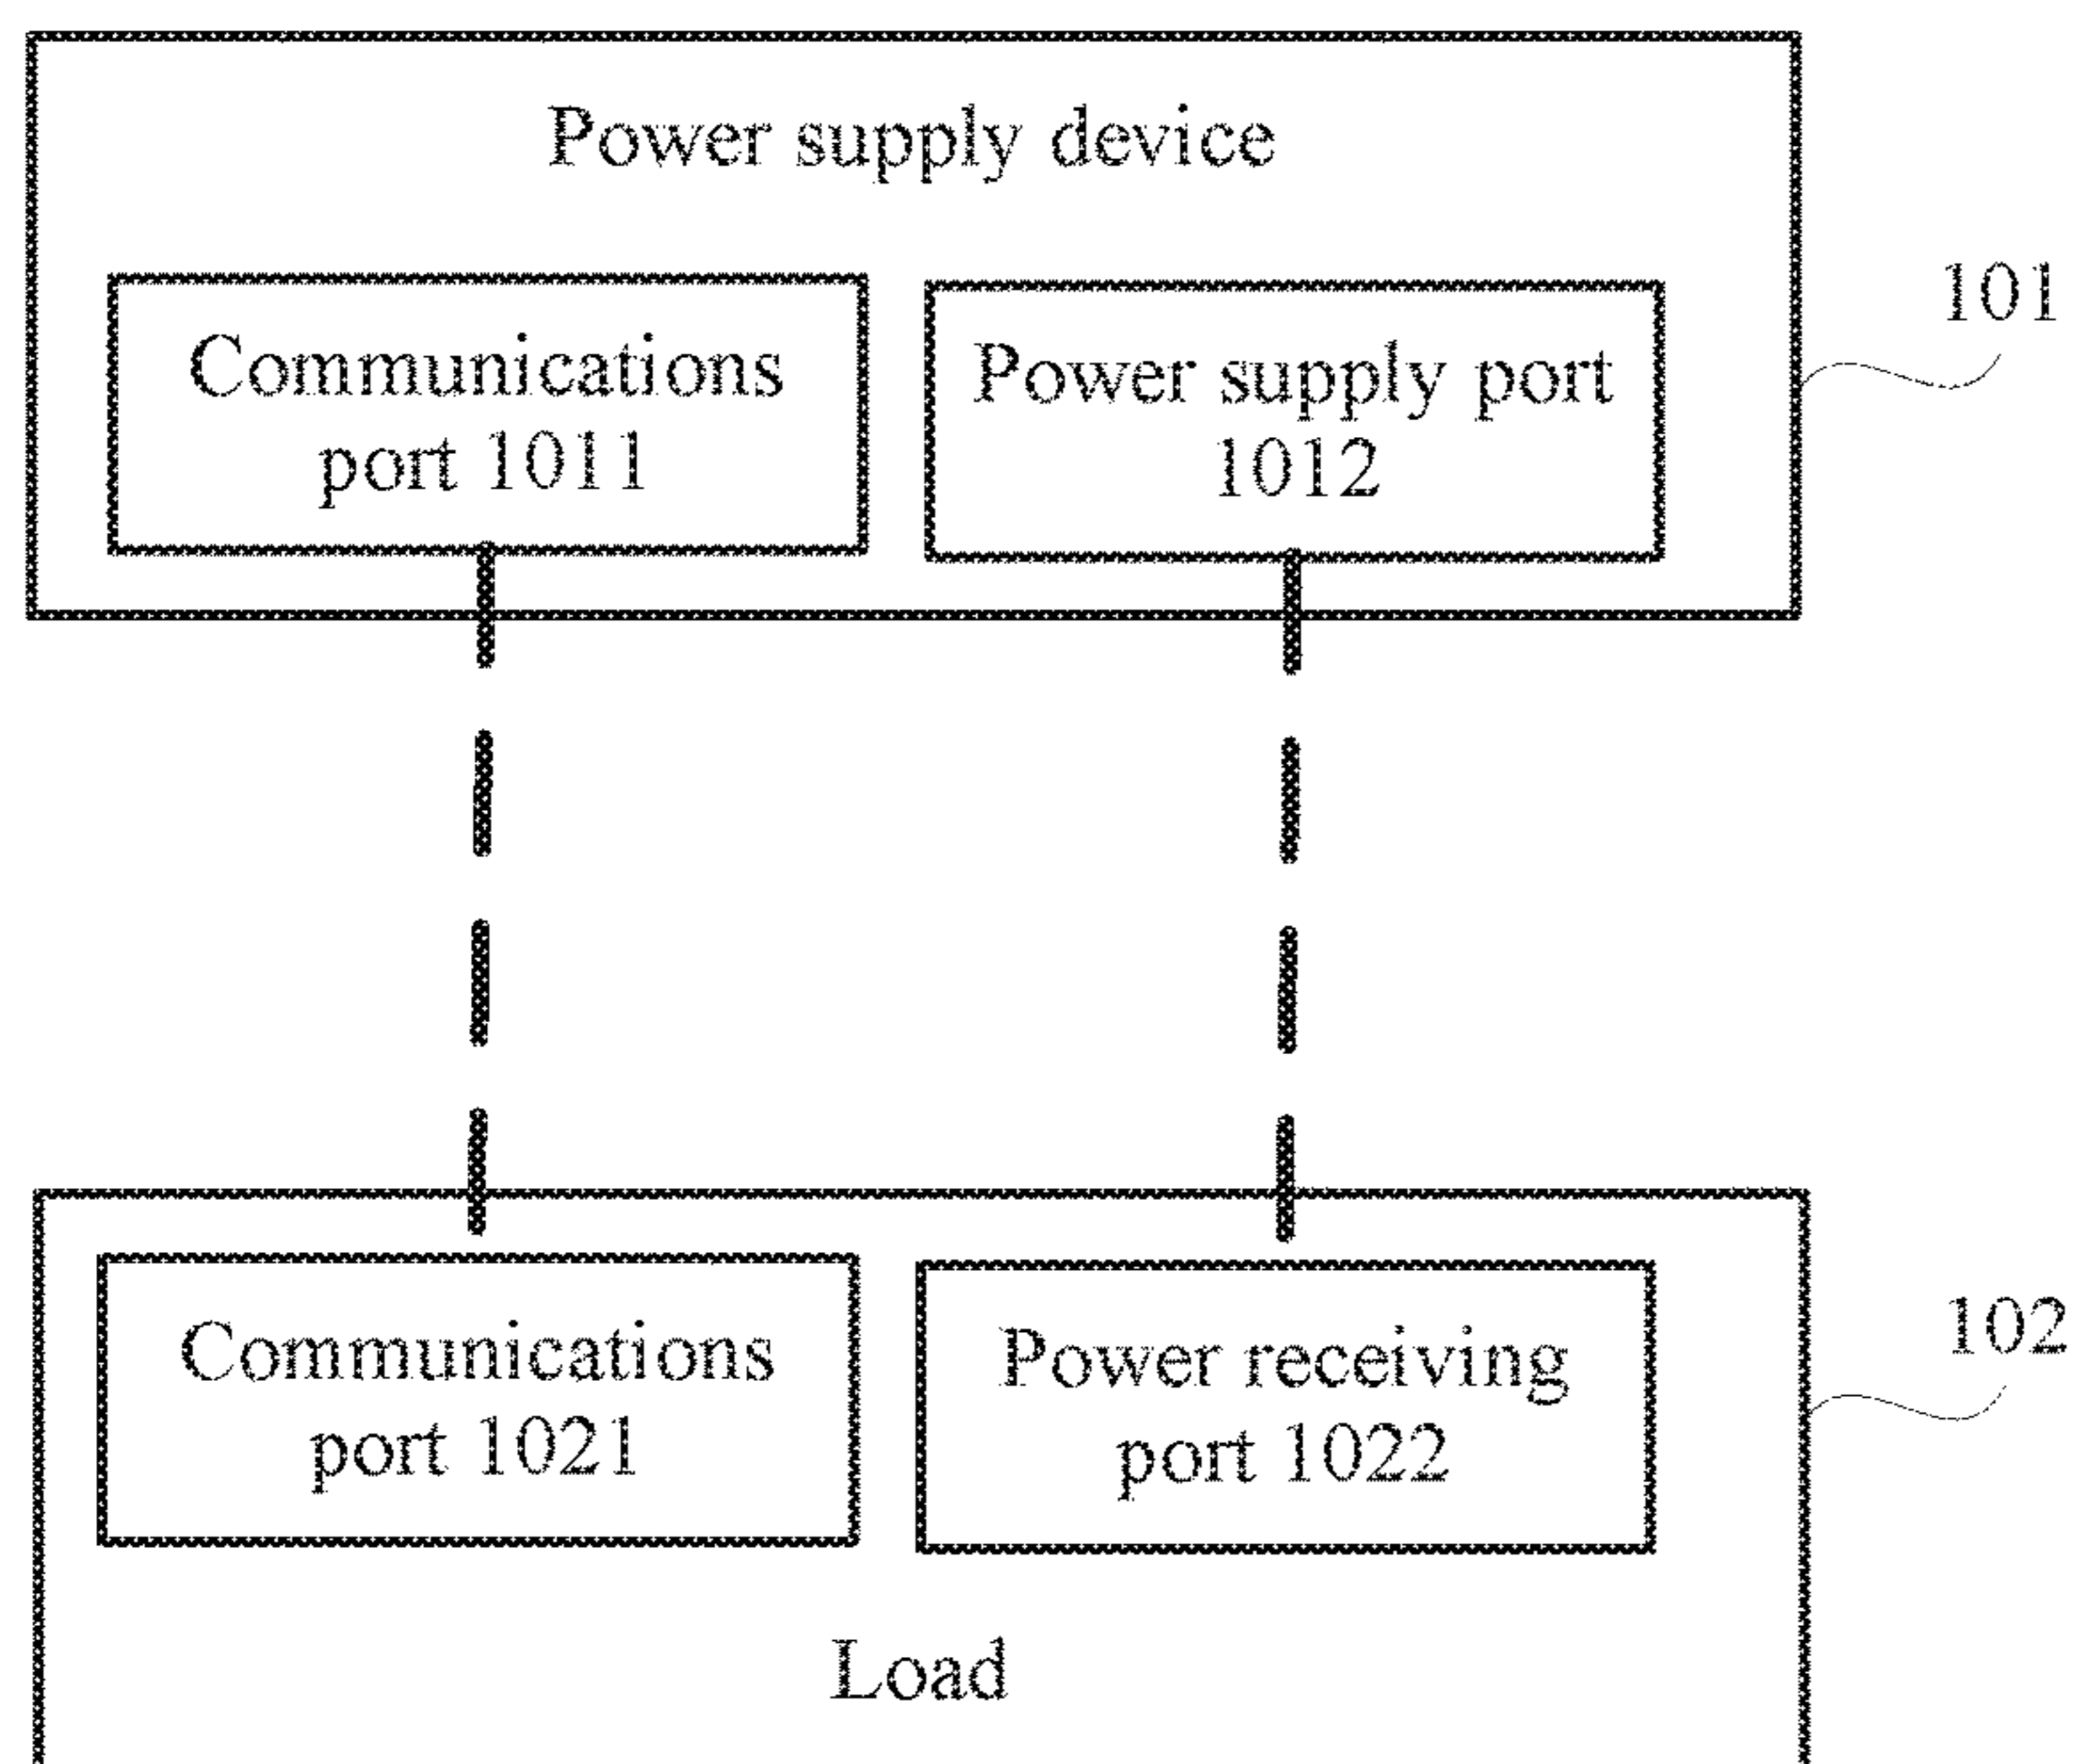 Power supply device
Communications
port 1011
Power supply port
1012
101
Communications
port 1021
Power receiving
port 1022
102
Load